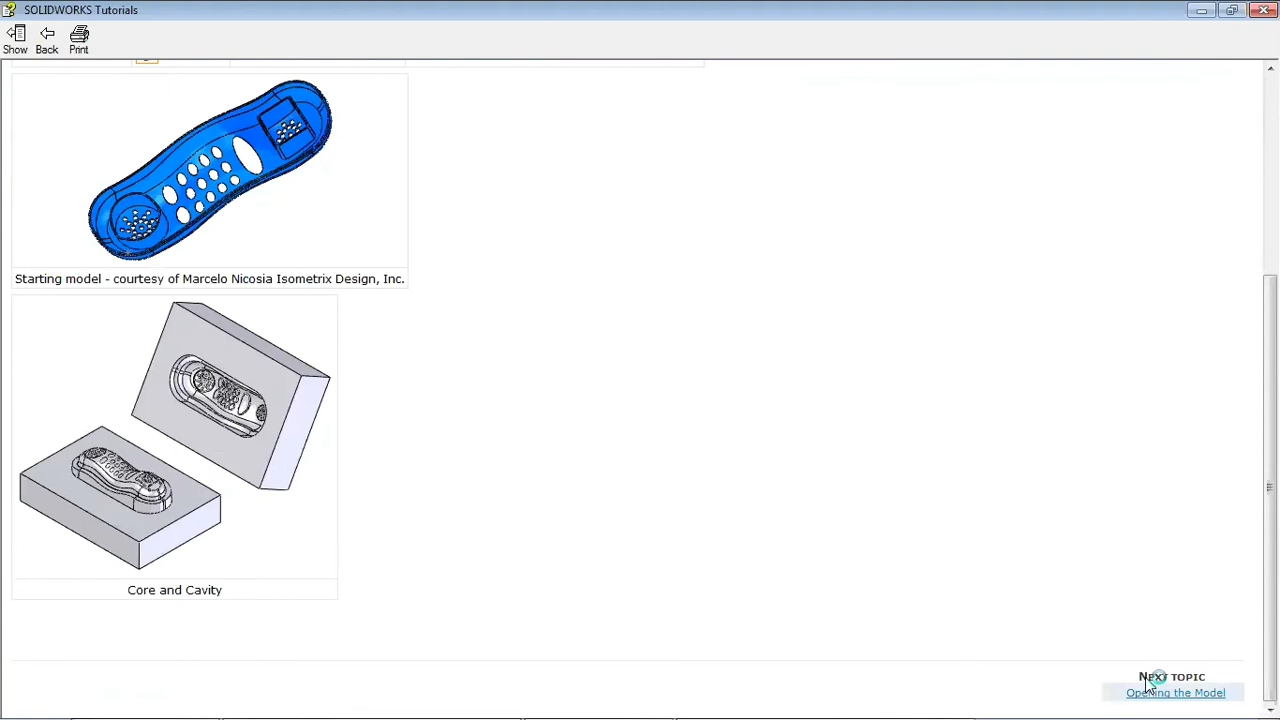 SOLIDWORKS Tutorials
Show Back Print
Starting model - courtesy of Marcelo Nicosia Isometrix Design, Inc.
Core and Cavity
NEXT TOPIC
Opening the Model